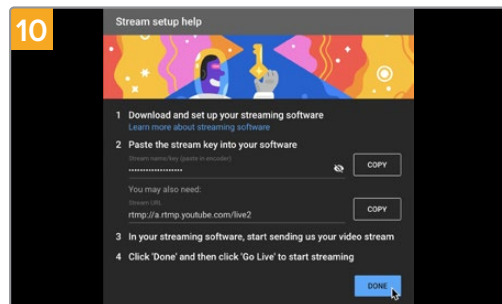 10
Stream setup help
1 Download and set up your streaming software
Learn more about streaming software
2 Paste the stream key into your software
Stream name/key (paste in encoder)
••••••••••••••••••• COPY
You may also need:
Stream URL
rtmp://a.rtmp.youtube.com/live2 COPY
3 In your streaming software, start sending us your video stream
4 Click 'Done' and then click 'Go Live' to start streaming
DONE